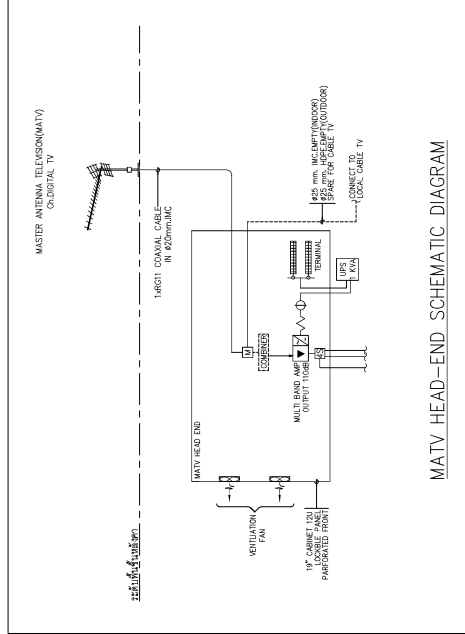 MASTER ANTENNA TELEVISION(MATV)
Ch.DIGITAL TV
1xRG11 COAXIAL CABLE
IN ø20mm.IMC
MATV HEAD END
M
COMBINER
MULTI BAND AMP
OUTPUT 110dB
4S
TERMINAL
UPS
1 KVA
ø25 mm. IMC.EMPTY(INDOOR)
ø25 mm. HDPE.EMPTY(OUTDOOR)
SPARE FOR CABLE TV
CONNECT TO
LOCAL CABLE TV
VENTILATION
FAN
19" CABINET 12U
LOCKBLE PANEL
PERFORATED FRONT
MATV HEAD-END SCHEMATIC DIAGRAM